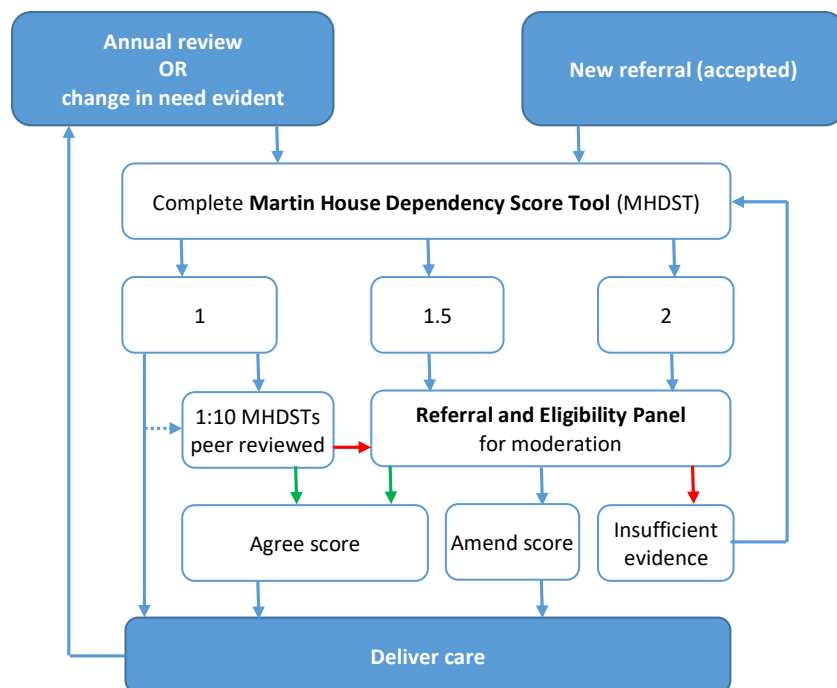 Annual review
OR
change in need evident
New referral (accepted)
Complete Martin House Dependency Score Tool (MHDST)
1
1.5
2
1:10 MHDSTs
peer reviewed
Referral and Eligibility Panel
for moderation
Agree score
Amend score
Insufficient
evidence
Deliver care